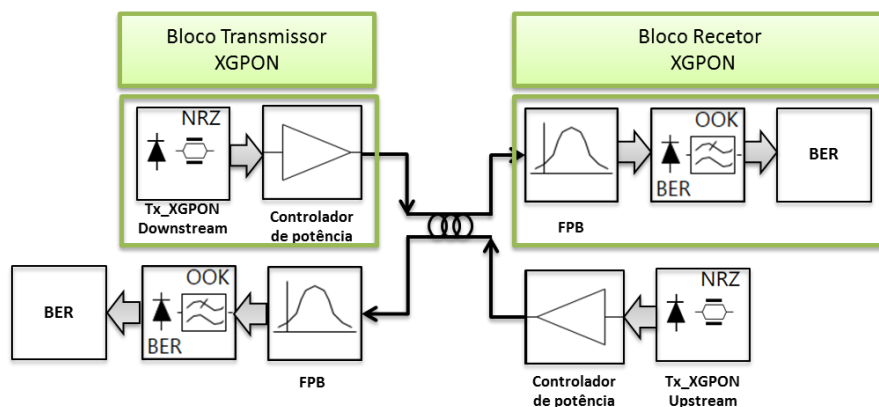 Bloco Transmissor
XGPON
Bloco Recetor
XGPON
NRZ
Tx_XGPON
Downstream
Controlador
de potência
FPB
OOK
BER
BER
BER
OOK
BER
FPB
Controlador
de potência
NRZ
Tx_XGPON
Upstream